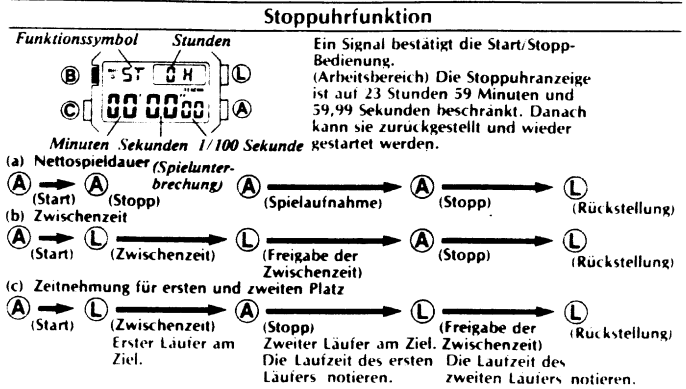 Stoppuhrfunktion
Funktionssymbol Stunden
B ST 0 H L
C 00' 00" 00 A
Minuten Sekunden 1/100 Sekunde
Ein Signal bestätigt die Start/Stopp-
Bedienung.
(Arbeitsbereich) Die Stoppuhranzeige
ist auf 23 Stunden 59 Minuten und
59,99 Sekunden beschränkt. Danach
kann sie zurückgestellt und wieder
gestartet werden.
(a) Nettospieldauer (Spielunter-
brechung)
A A A A L
(Start) (Stopp) (Spielaufnahme) (Stopp) (Rückstellung)
(b) Zwischenzeit
A L L A L
(Start) (Zwischenzeit) (Freigabe der (Stopp) (Rückstellung)
Zwischenzeit)
(c) Zeitnehmung für ersten und zweiten Platz
A L A L L
(Start) (Zwischenzeit) (Stopp) (Freigabe der (Rückstellung)
Erster Läufer am Zweiter Läufer am Ziel. Zwischenzeit)
Ziel. Die Laufzeit des ersten Die Laufzeit des
Läufers notieren. zweiten Läufers notieren.